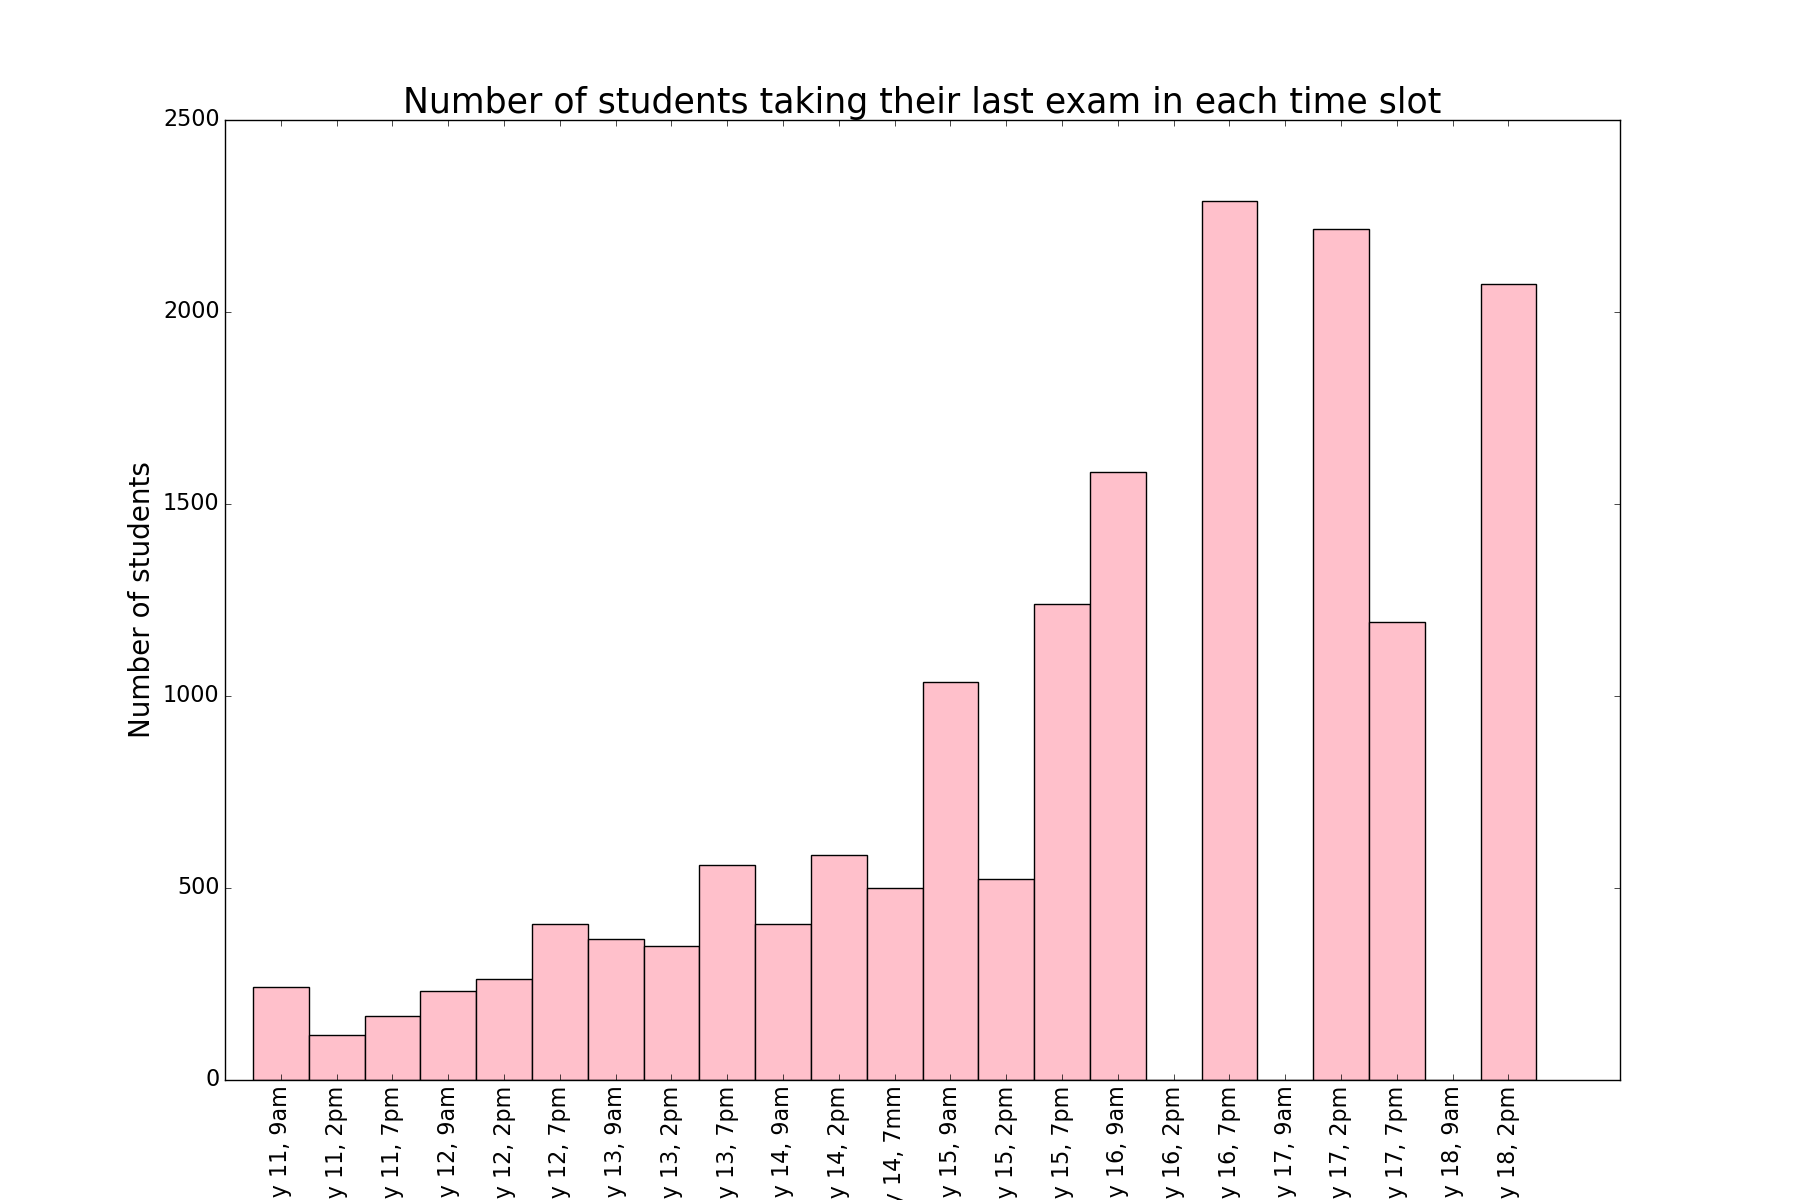 Number of students taking their last exam in each time slot
Number of students
2500
2000
1500
1000
500
0
y 11, 9am
y 11, 2pm
y 11, 7pm
y 12, 9am
y 12, 2pm
y 12, 7pm
y 13, 9am
y 13, 2pm
y 13, 7pm
y 14, 9am
y 14, 2pm
y 14, 7mm
y 15, 9am
y 15, 2pm
y 15, 7pm
y 16, 9am
y 16, 2pm
y 16, 7pm
y 17, 9am
y 17, 2pm
y 17, 7pm
y 18, 9am
y 18, 2pm